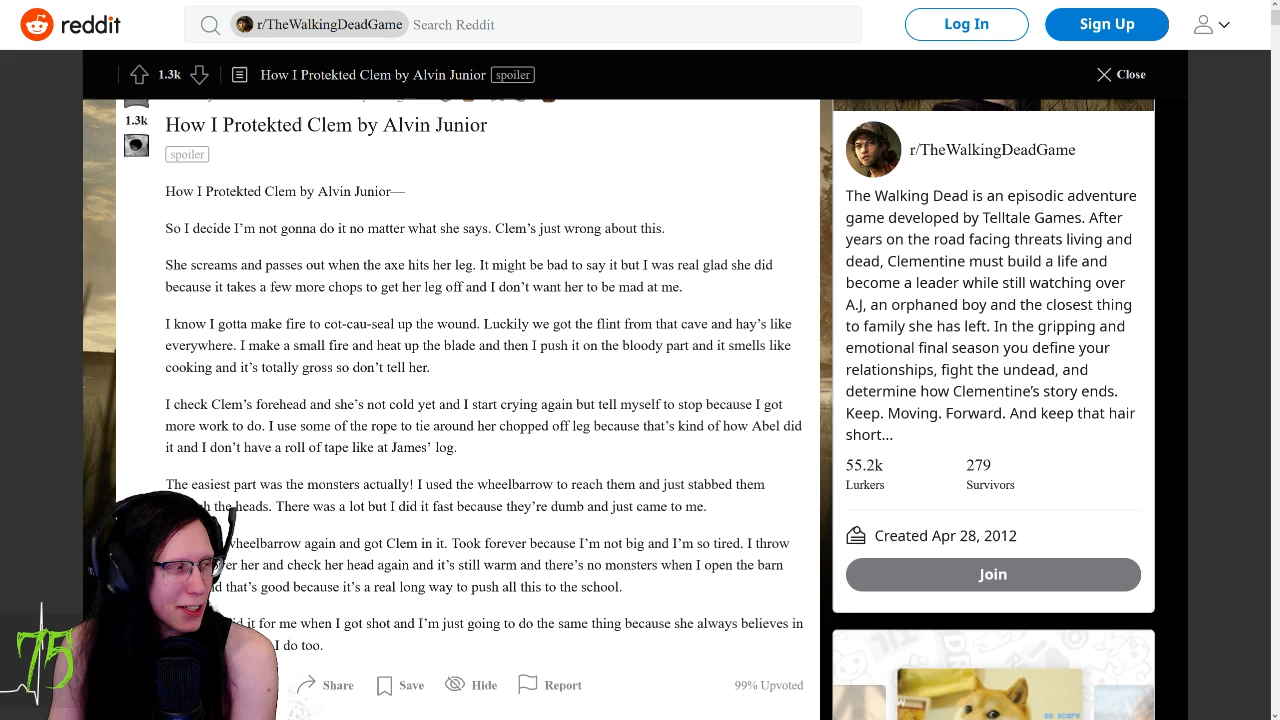 reddit
r/TheWalkingDeadGame Search Reddit
Log In
Sign Up
1.3k
How I Protekted Clem by Alvin Junior spoiler
Close
1.3k
How I Protekted Clem by Alvin Junior
spoiler
How I Protekted Clem by Alvin Junior—
So I decide I’m not gonna do it no matter what she says. Clem’s just wrong about this.
She screams and passes out when the axe hits her leg. It might be bad to say it but I was real glad she did
because it takes a few more chops to get her leg off and I don’t want her to be mad at me.
I know I gotta make fire to cot-cau-seal up the wound. Luckily we got the flint from that cave and hay’s like
everywhere. I make a small fire and heat up the blade and then I push it on the bloody part and it smells like
cooking and it’s totally gross so don’t tell her.
I check Clem’s forehead and she’s not cold yet and I start crying again but tell myself to stop because I got
more work to do. I use some of the rope to tie around her chopped off leg because that’s kind of how Abel did
it and I don’t have a roll of tape like at James’ log.
The easiest part was the monsters actually! I used the wheelbarrow to reach them and just stabbed them
the heads. There was a lot but I did it fast because they’re dumb and just came to me.
wheelbarrow again and got Clem in it. Took forever because I’m not big and I’m so tired. I throw
her and check her head again and it’s still warm and there’s no monsters when I open the barn
that’s good because it’s a real long way to push all this to the school.
it for me when I got shot and I’m just going to do the same thing because she always believes in
I do too.
Share
Save
Hide
Report
99% Upvoted
r/TheWalkingDeadGame
The Walking Dead is an episodic adventure
game developed by Telltale Games. After
years on the road facing threats living and
dead, Clementine must build a life and
become a leader while still watching over
A.J, an orphaned boy and the closest thing
to family she has left. In the gripping and
emotional final season you define your
relationships, fight the undead, and
determine how Clementine’s story ends.
Keep. Moving. Forward. And keep that hair
short...
55.2k
279
Lurkers
Survivors
Created Apr 28, 2012
Join
so score
75